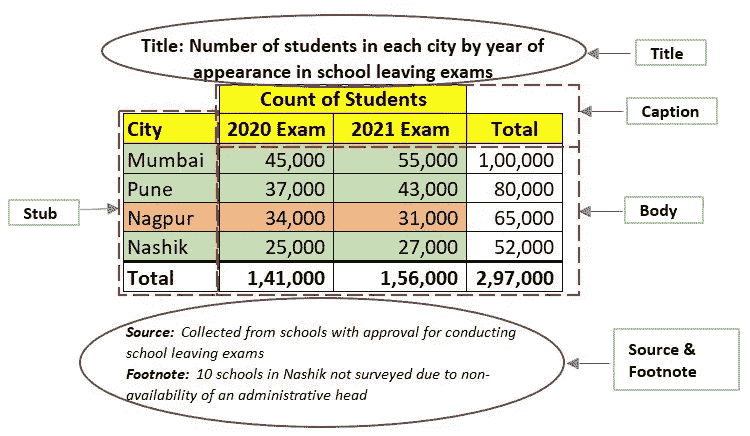 Title: Number of students in each city by year of
appearance in school leaving exams
Title
Count of Students
Caption
City 2020 Exam 2021 Exam Total
Mumbai 45,000 55,000 1,00,000
Pune 37,000 43,000 80,000
Stub
Body
Nagpur 34,000 31,000 65,000
Nashik 25,000 27,000 52,000
Total 1,41,000 1,56,000 2,97,000
Source: Collected from schools with approval for conducting
school leaving exams
Footnote: 10 schools in Nashik not surveyed due to non-
availability of an administrative head
Source &
Footnote